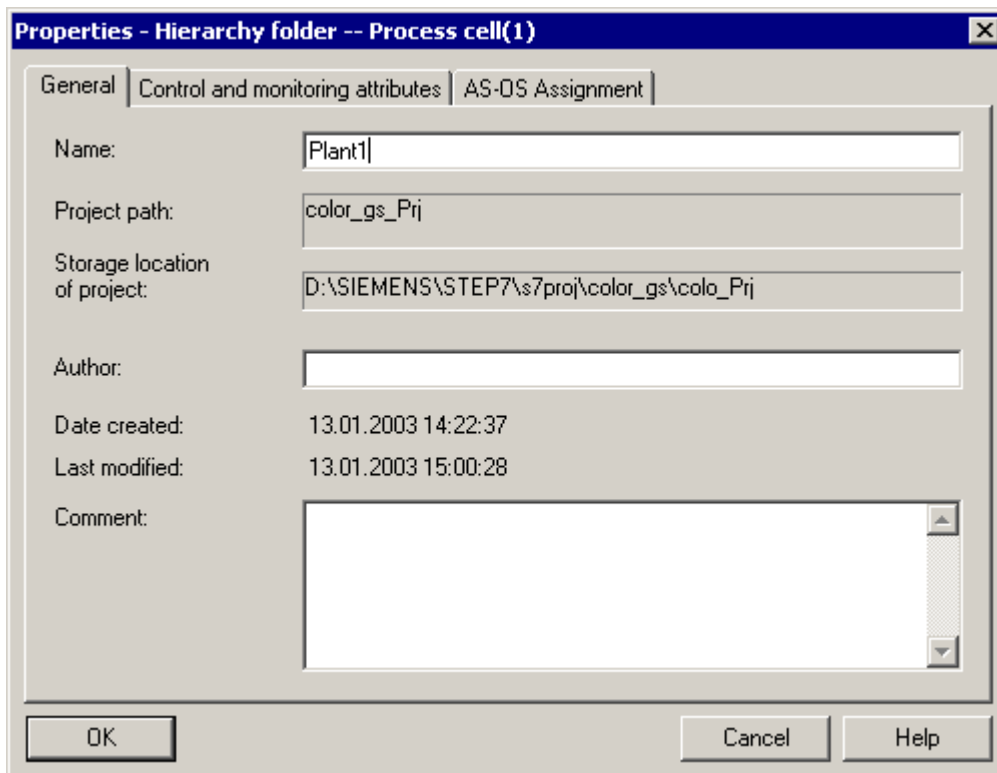 Properties - Hierarchy folder -- Process cell(1)
General Control and monitoring attributes AS-OS Assignment
Name: Plant1
Project path: color_gs_Prj
Storage location
of project: D:\SIEMENS\STEP7\s7proj\color_gs\colo_Prj
Author:
Date created: 13.01.2003 14:22:37
Last modified: 13.01.2003 15:00:28
Comment:
OK Cancel Help